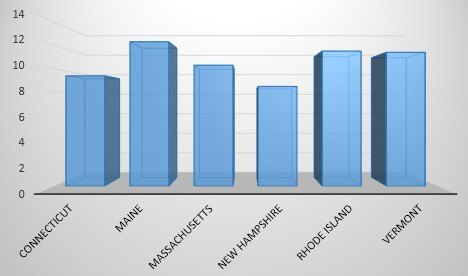 14
12
10
8
6
4
2
0
CONNECTICUT
MAINE
MASSACHUSETTS
NEW HAMPSHIRE
RHODE ISLAND
VERMONT